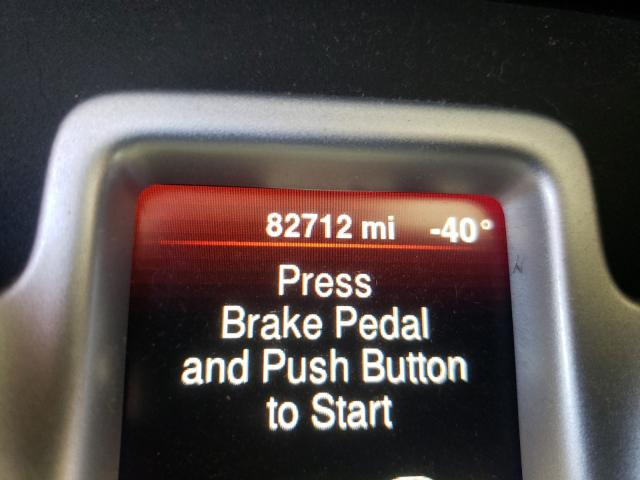 82712 mi -40°
Press
Brake Pedal
and Push Button
to Start